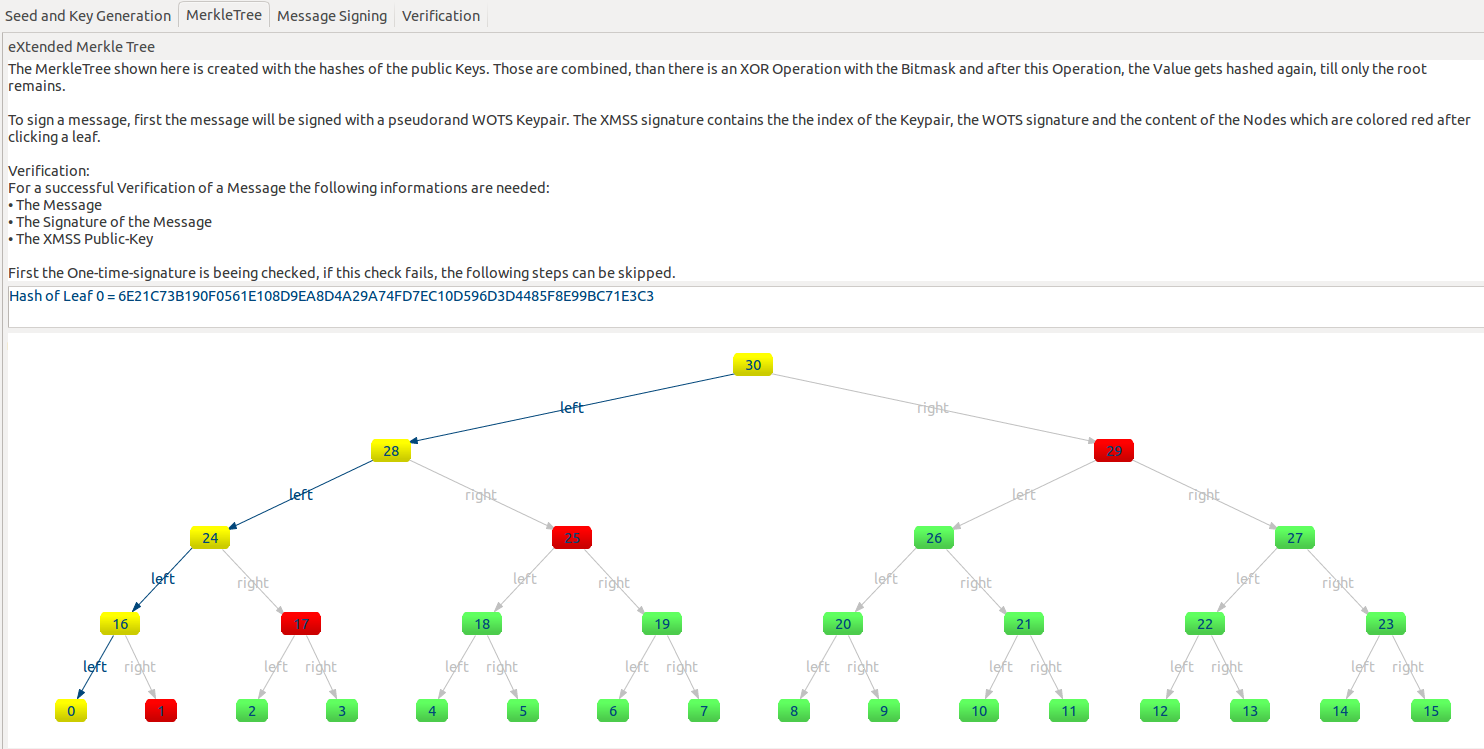 Seed and Key Generation MerkleTree Message Signing Verification
eXtended Merkle Tree
The MerkleTree shown here is created with the hashes of the public Keys. Those are combined, than there is an XOR Operation with the Bitmask and after this Operation, the Value gets hashed again, till only the root
remains.
To sign a message, first the message will be signed with a pseudorand WOTS Keypair. The XMSS signature contains the the index of the Keypair, the WOTS signature and the content of the Nodes which are colored red after
clicking a leaf.
Verification:
For a successful Verification of a Message the following informations are needed:
• The Message
• The Signature of the Message
• The XMSS Public-Key
First the One-time-signature is beeing checked, if this check fails, the following steps can be skipped.
Hash of Leaf 0 = 6E21C73B190F0561E108D9EA8D4A29A74FD7EC10D596D3D4485F8E99BC71E3C3
30
left right
28 29
left right left right
24 25 26 27
left right left right left right left right
16 17 18 19 20 21 22 23
left right left right left right left right left right left right left right left right
0 1 2 3 4 5 6 7 8 9 10 11 12 13 14 15